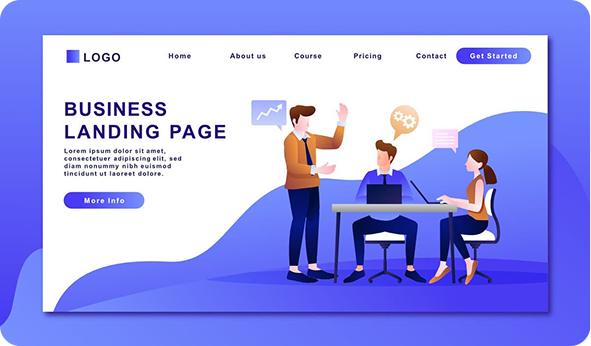 LOGO
Home
About us
Course
Pricing
Contact
Get Started
BUSINESS
LANDING PAGE
Lorem ipsum dolor sit amet,
consectetuer adipiscing elit, sed
diam nonummy nibh euismod
tincidunt ut laoreet dolore.
More Info